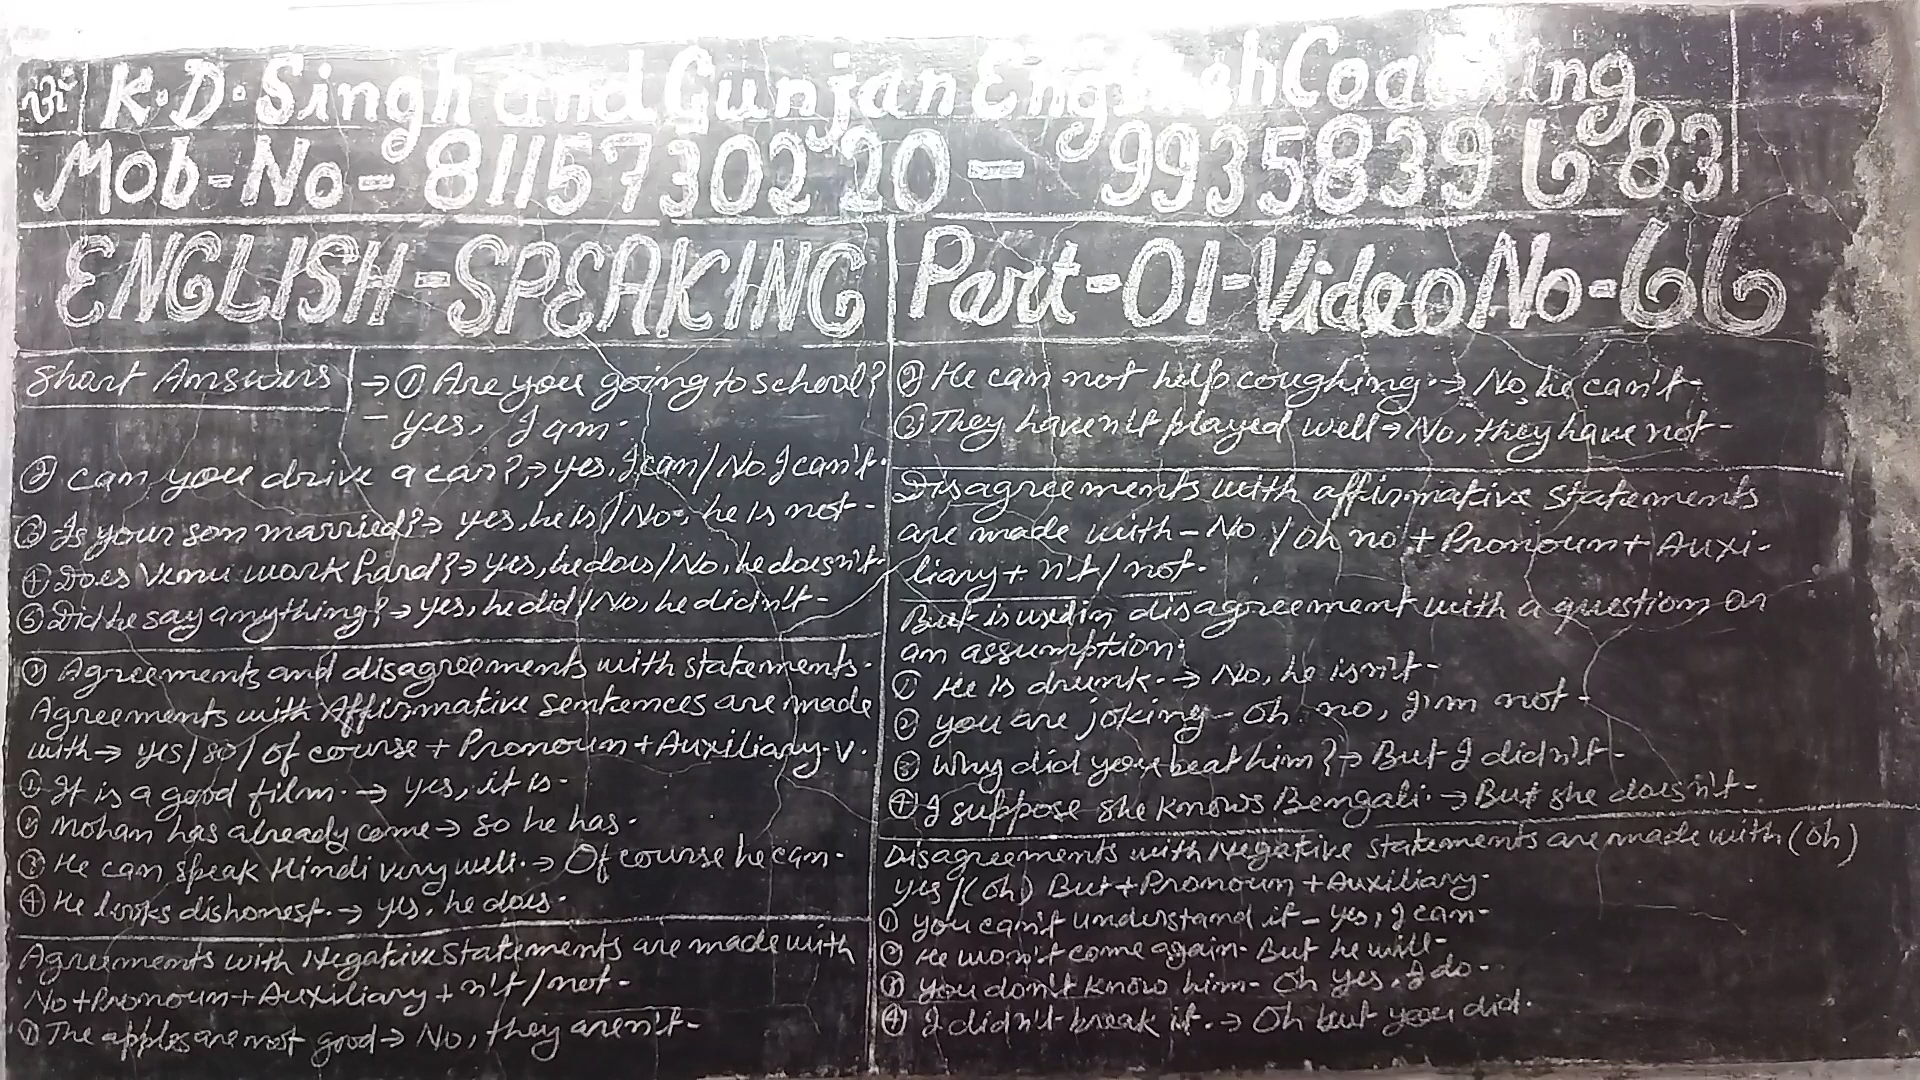 K.D. Singh and Gunjan English Coaching
Mob-No-8115730220 - 9935839683
ENGLISH-SPEAKING
Part-01-Video No-66
Short Answers → ① Are you going to school?
- yes, I am.
② can you drive a car? → yes, I can / No I can't.
③ Is your son married? → yes, he is / No, he is not-
④ Does Venu work hard? → yes, he does / No, he doesn't-
⑤ Did he say anything? → yes, he did / No, he didn't-
⑦ Agreements and disagreements with statements.
Agreements with Affirmative sentences are made
with → yes / so / of course + Pronoun + Auxiliary-v.
① It is a good film. → yes, it is-
② Mohan has already come → so he has.
③ He can speak Hindi very well. → Of course he can-
④ He looks dishonest. → yes, he does.
Agreements with Negative statements are made with
No + Pronoun + Auxiliary + n't / not-
① The apples are not good → No, they aren't-
② He can not help coughing. → No, he can't-
③ They haven't played well → No, they have not-
Disagreements with affirmative statements
are made with - No / oh no + Pronoun + Auxi-
liary + n't / not.
But is used in disagreement with a question or
an assumption.
① He is drunk. → No, he isn't-
② you are joking - oh no, I'm not-
③ Why did you beat him? → But I didn't-
④ I suppose she knows Bengali. → But she doesn't-
Disagreements with Negative statements are made with (oh)
yes / (oh) But + Pronoun + Auxiliary-
① you can't understand it - yes, I can-
② He won't come again- But he will-
③ you don't know him- Oh yes, I do-
④ I didn't break it. → Oh but you did.